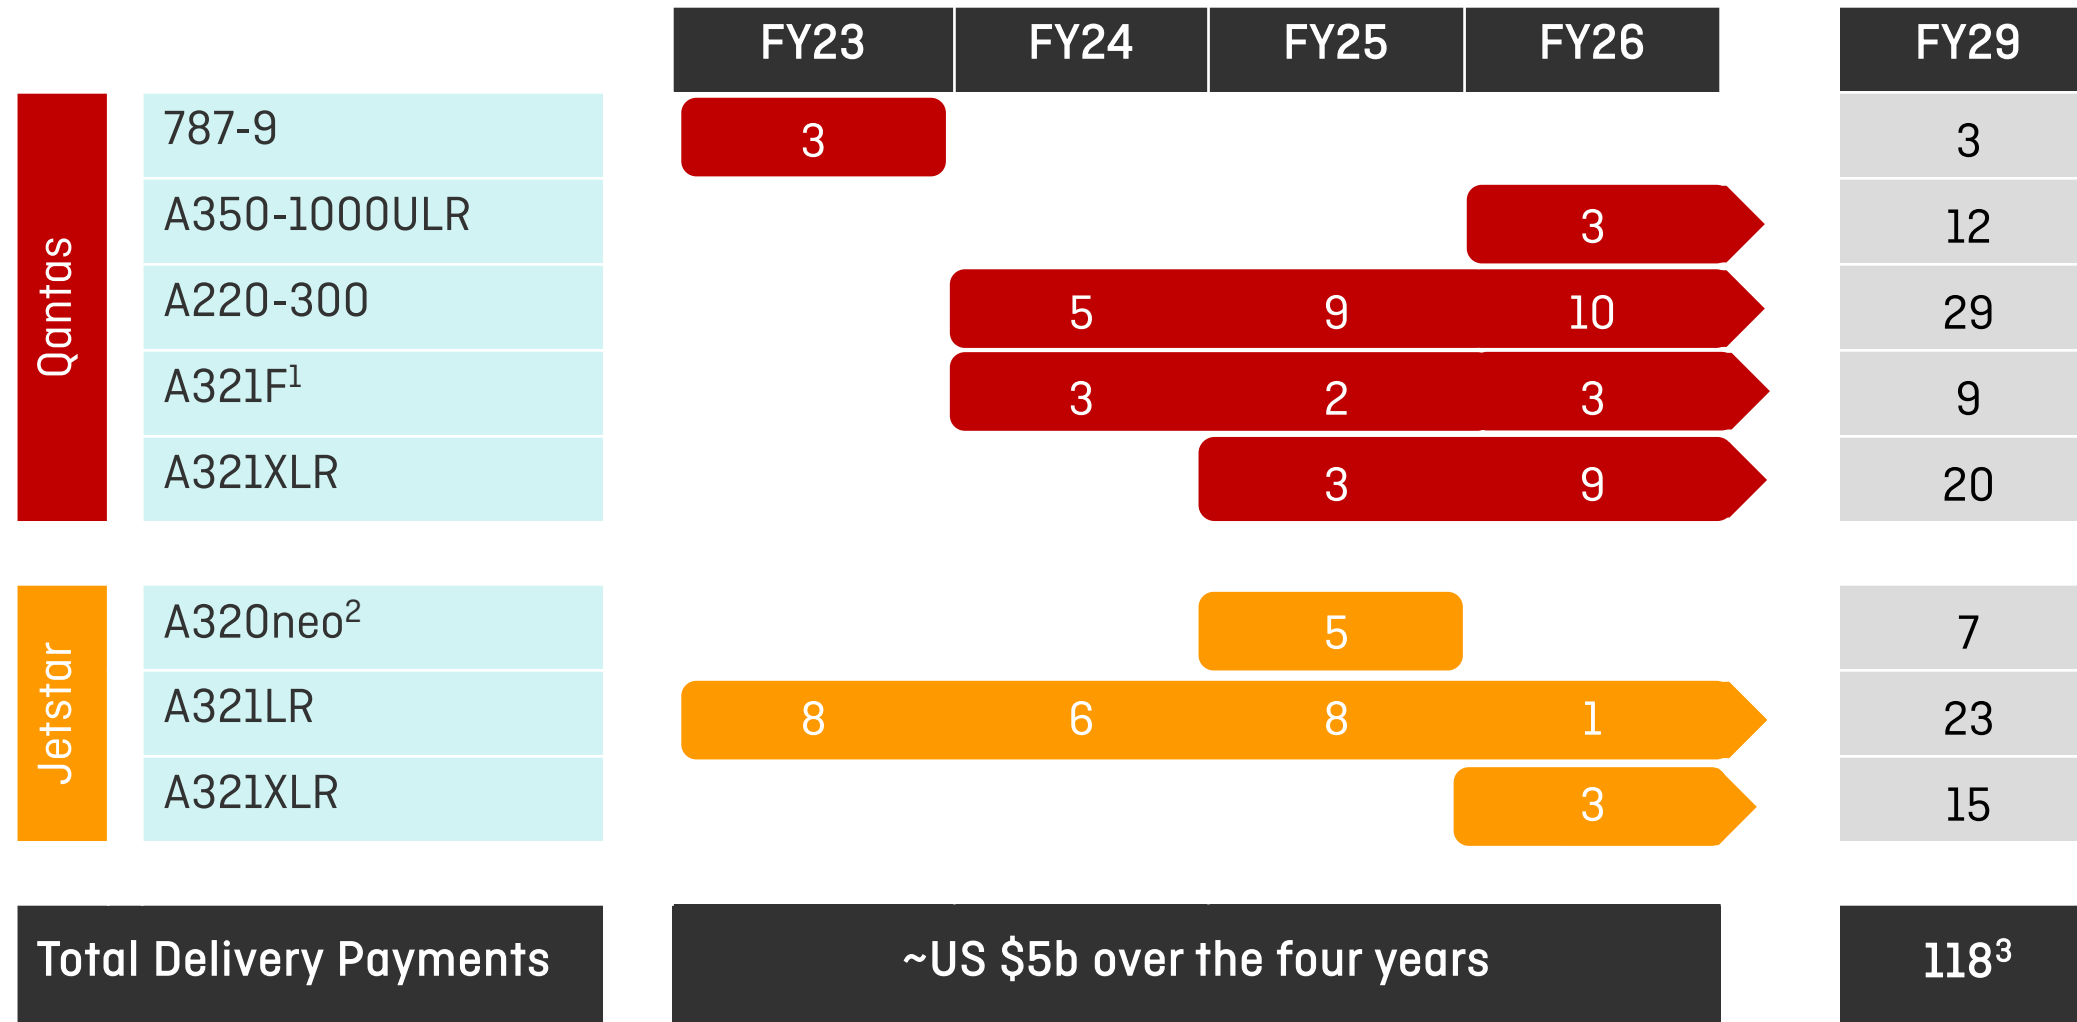 FY23 FY24 FY25 FY26 FY29
Qantas
787-9 3 3
A350-1000ULR 3 12
A220-300 5 9 10 29
A321F¹ 3 2 3 9
A321XLR 3 9 20
Jetstar
A320neo² 5 7
A321LR 8 6 8 1 23
A321XLR 3 15
Total Delivery Payments ~US $5b over the four years 118³